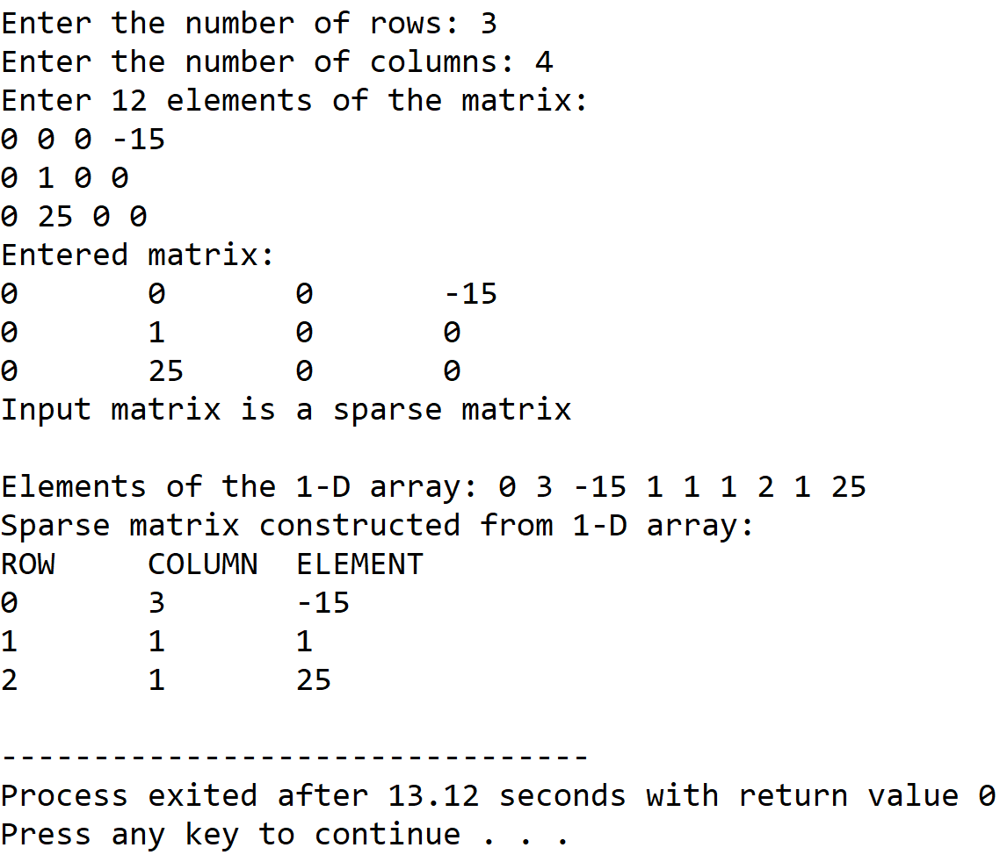 Enter the number of rows: 3
Enter the number of columns: 4
Enter 12 elements of the matrix:
0 0 0 -15
0 1 0 0
0 25 0 0
Entered matrix:
0       0       0       -15
0       1       0       0
0       25      0       0
Input matrix is a sparse matrix

Elements of the 1-D array: 0 3 -15 1 1 1 2 1 25
Sparse matrix constructed from 1-D array:
ROW     COLUMN  ELEMENT
0       3       -15
1       1       1
2       1       25

--------------------------------
Process exited after 13.12 seconds with return value 0
Press any key to continue . . .